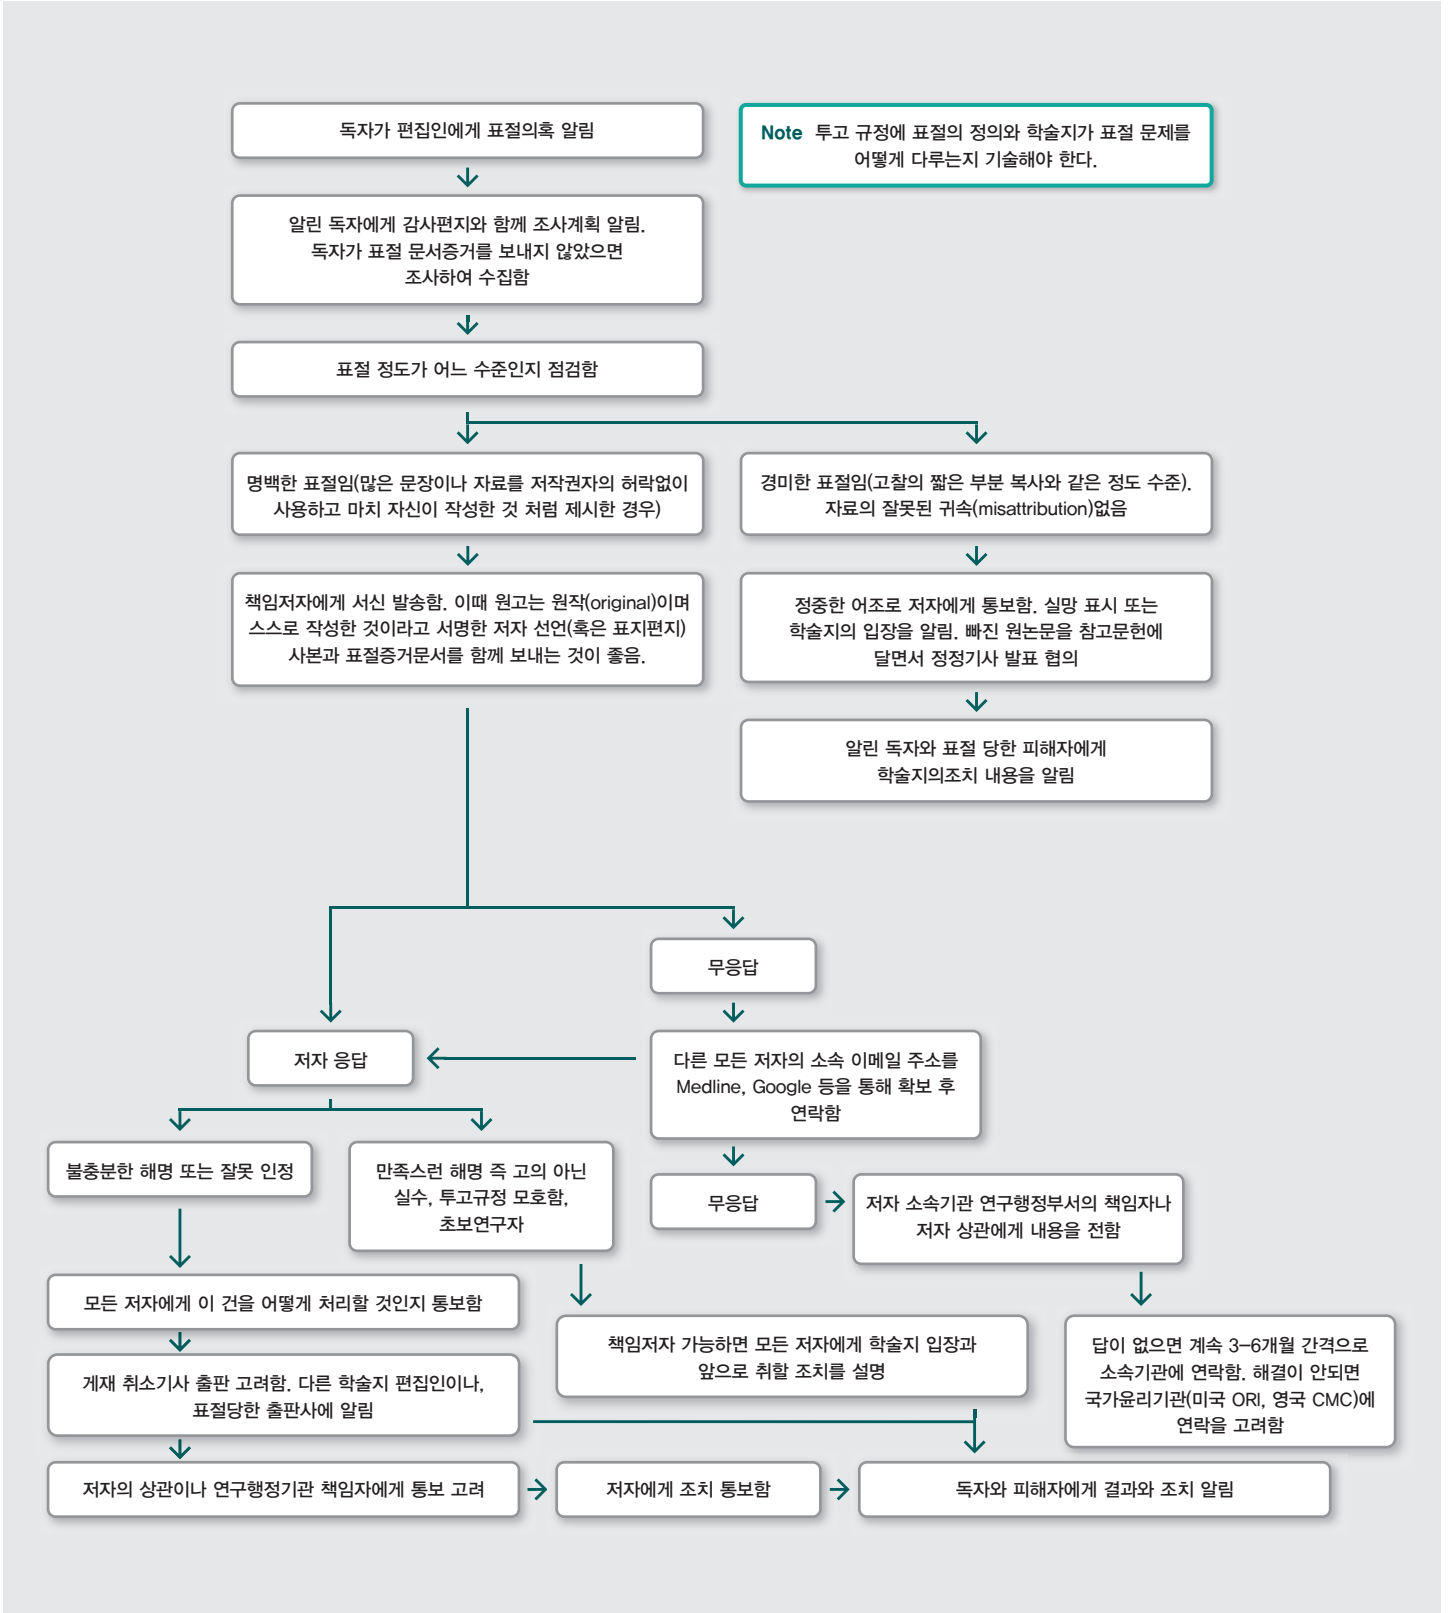 독자가 편집인에게 표절의혹 알림
Note 투고 규정에 표절의 정의와 학술지가 표절 문제를
어떻게 다루는지 기술해야 한다.
알린 독자에게 감사편지와 함께 조사계획 알림.
독자가 표절 문서증거를 보내지 않았으면
조사하여 수집함
표절 정도가 어느 수준인지 점검함
명백한 표절임(많은 문장이나 자료를 저작권자의 허락없이
사용하고 마치 자신이 작성한 것 처럼 제시한 경우)
경미한 표절임(고찰의 짧은 부분 복사와 같은 정도 수준).
자료의 잘못된 귀속(misattribution)없음
책임저자에게 서신 발송함. 이때 원고는 원작(original)이며
스스로 작성한 것이라고 서명한 저자 선언(혹은 표지편지)
사본과 표절증거문서를 함께 보내는 것이 좋음.
정중한 어조로 저자에게 통보함. 실망 표시 또는
학술지의 입장을 알림. 빠진 원논문을 참고문헌에
달면서 정정기사 발표 협의
알린 독자와 표절 당한 피해자에게
학술지의조치 내용을 알림
무응답
저자 응답
다른 모든 저자의 소속 이메일 주소를
Medline, Google 등을 통해 확보 후
연락함
불충분한 해명 또는 잘못 인정
만족스런 해명 즉 고의 아닌
실수, 투고규정 모호함,
초보연구자
무응답
저자 소속기관 연구행정부서의 책임자나
저자 상관에게 내용을 전함
모든 저자에게 이 건을 어떻게 처리할 것인지 통보함
책임저자 가능하면 모든 저자에게 학술지 입장과
앞으로 취할 조치를 설명
답이 없으면 계속 3-6개월 간격으로
소속기관에 연락함. 해결이 안되면
국가윤리기관(미국 ORI, 영국 CMC)에
연락을 고려함
게재 취소기사 출판 고려함. 다른 학술지 편집인이나,
표절당한 출판사에 알림
저자의 상관이나 연구행정기관 책임자에게 통보 고려
저자에게 조치 통보함
독자와 피해자에게 결과와 조치 알림